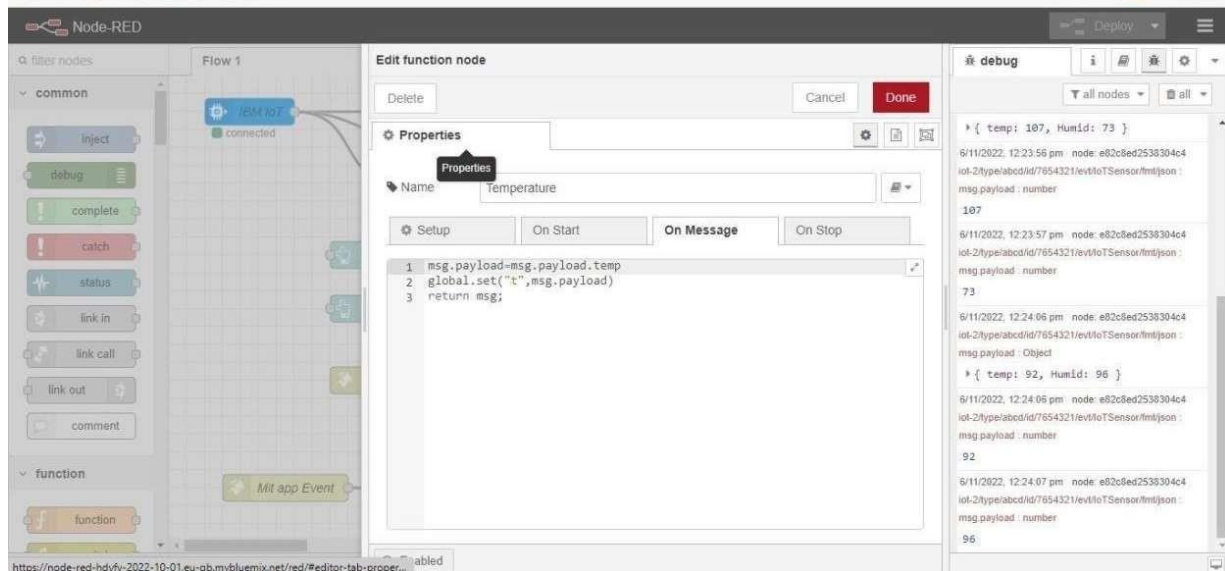 Node-RED
Deploy
filter nodes
Flow 1
common
inject
debug
complete
catch
status
link in
link call
link out
comment
function
function
IBM IoT
connected
Mit app Event
Edit function node
Delete
Cancel
Done
Properties
Properties
Name
Temperature
Setup
On Start
On Message
On Stop
1 msg.payload=msg.payload.temp
2 global.set("t",msg.payload)
3 return msg;
debug
i
all nodes
all
{ temp: 107, Humid: 73 }
6/11/2022, 12:23:56 pm node: e82c8ed2538304c4
iot-2/type/abcd/id/7654321/evt/IoTSensor/fmt/json :
msg.payload : number
107
6/11/2022, 12:23:57 pm node: e82c8ed2538304c4
iot-2/type/abcd/id/7654321/evt/IoTSensor/fmt/json :
msg.payload : number
73
6/11/2022, 12:24:06 pm node: e82c8ed2538304c4
iot-2/type/abcd/id/7654321/evt/IoTSensor/fmt/json :
msg.payload : Object
{ temp: 92, Humid: 96 }
6/11/2022, 12:24:06 pm node: e82c8ed2538304c4
iot-2/type/abcd/id/7654321/evt/IoTSensor/fmt/json :
msg.payload : number
92
6/11/2022, 12:24:07 pm node: e82c8ed2538304c4
iot-2/type/abcd/id/7654321/evt/IoTSensor/fmt/json :
msg.payload : number
96
abled
https://node-red-hdyfy-2022-10-01.eu-gb.mybluemix.net/red/#editor-tab-proper...